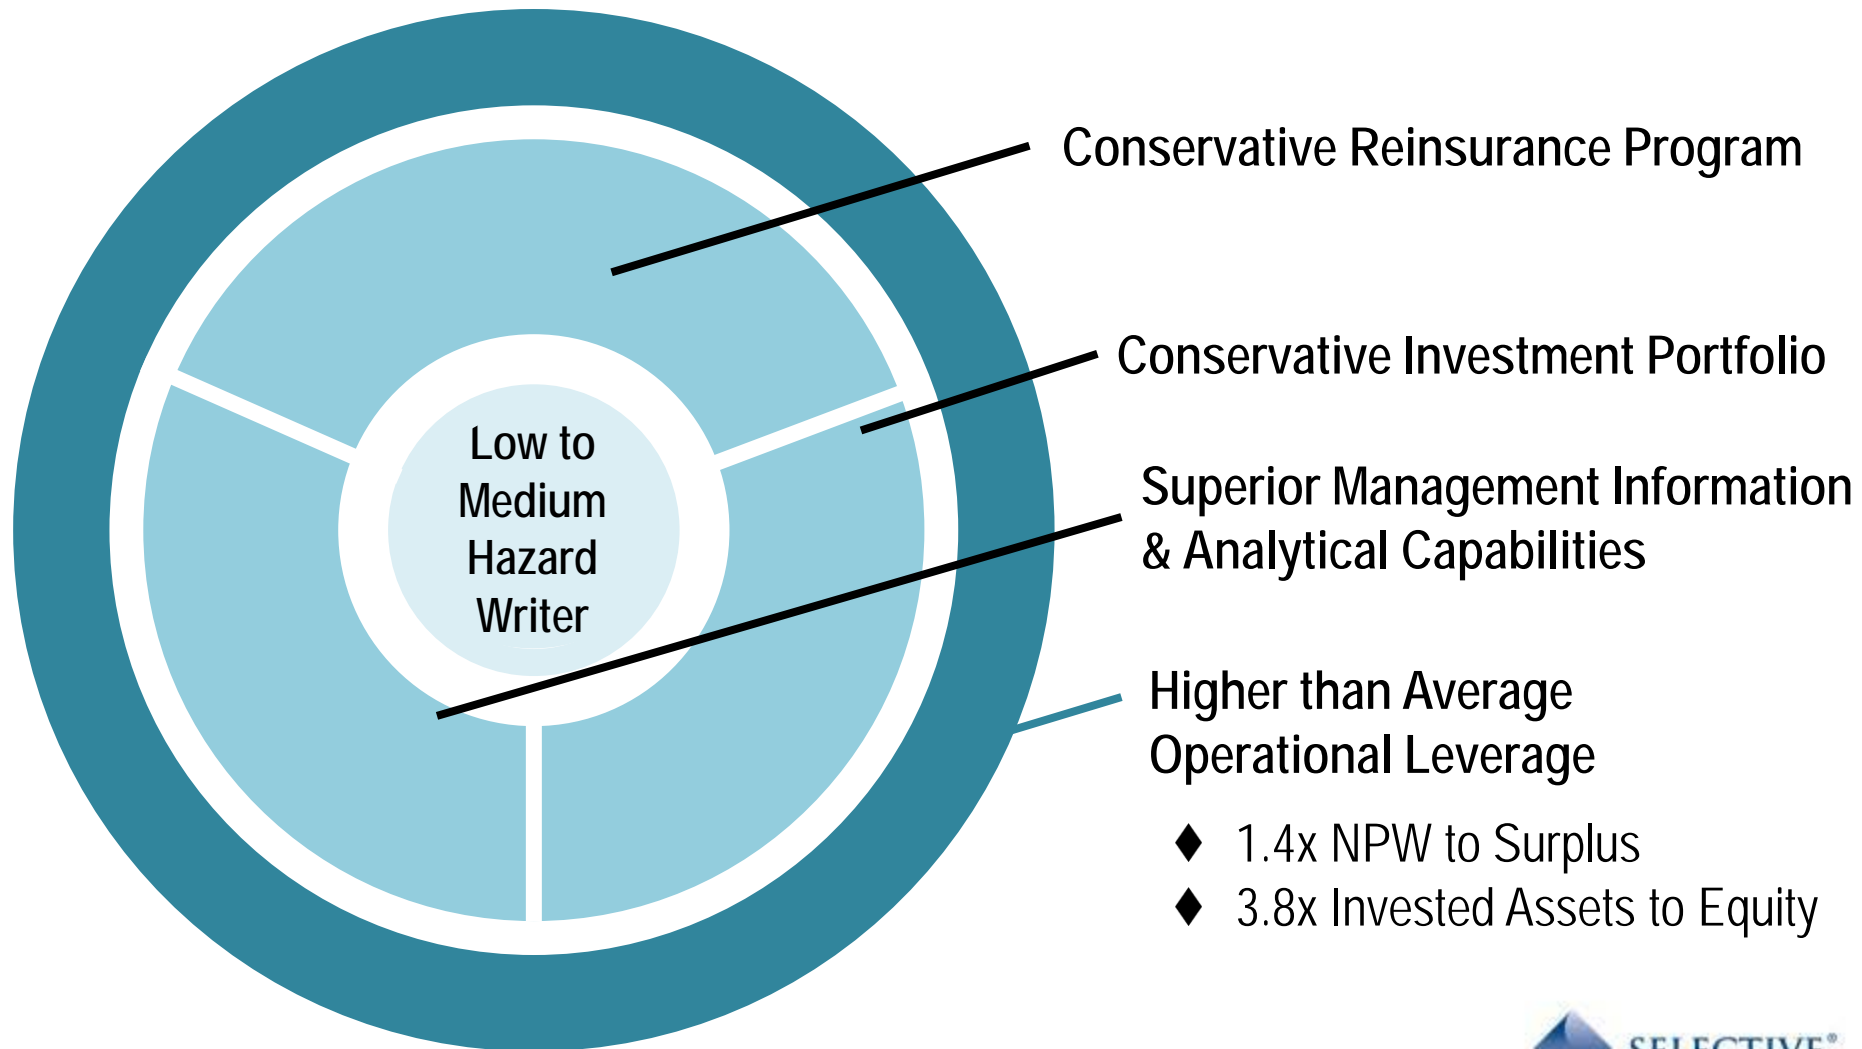 Conservative Reinsurance Program
Conservative Investment Portfolio
Low to
Medium
Hazard
Writer
Superior Management Information
& Analytical Capabilities
Higher than Average
Operational Leverage
♦ 1.4x NPW to Surplus
♦ 3.8x Invested Assets to Equity
SELECTIVE®